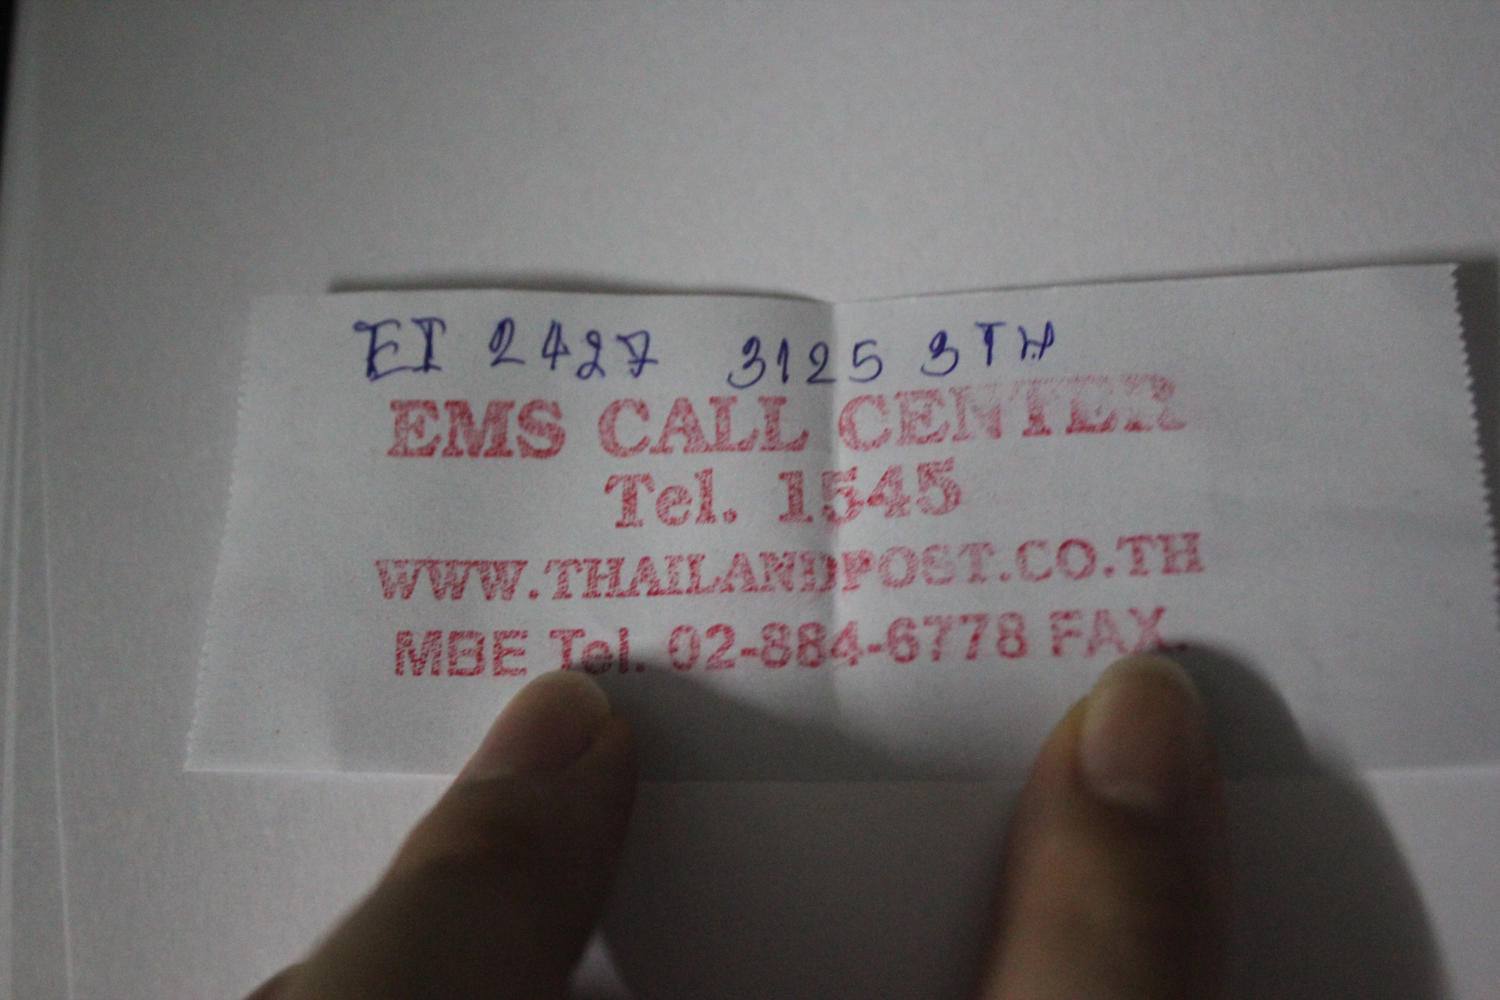 EI 2427 3125 3TH
EMS CALL CENTER
Tel. 1545
WWW.THAILANDPOST.CO.TH
MBE Tel. 02-884-6778 FAX.